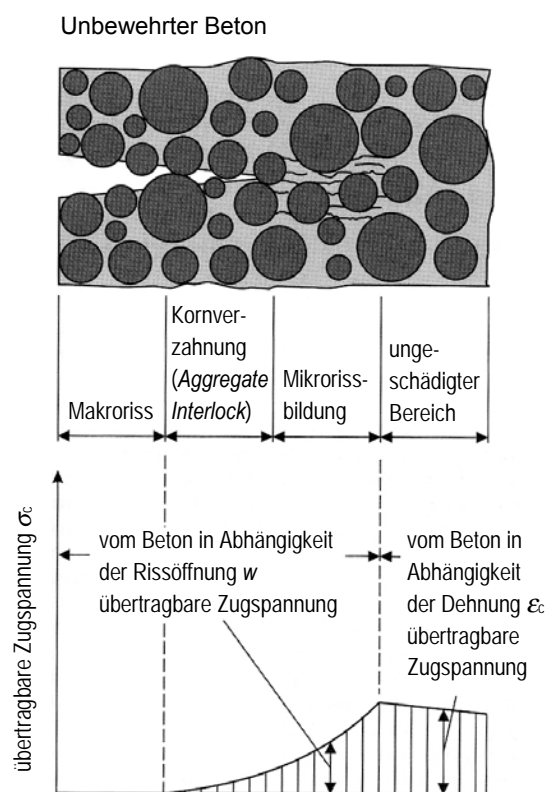 Unbewehrter Beton
Makroriss
Kornver-
zahnung
(Aggregate
Interlock)
Mikroriss-
bildung
unge-
schädigter
Bereich
übertragbare Zugspannung σc
vom Beton in Abhängigkeit
der Rissöffnung w
übertragbare Zugspannung
vom Beton in
Abhängigkeit
der Dehnung εc
übertragbare
Zugspannung